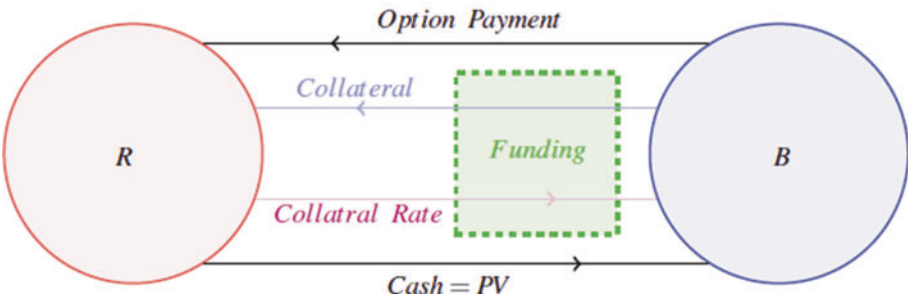 Option Payment
Collateral
R
Funding
B
Collatral Rate
Cash = PV